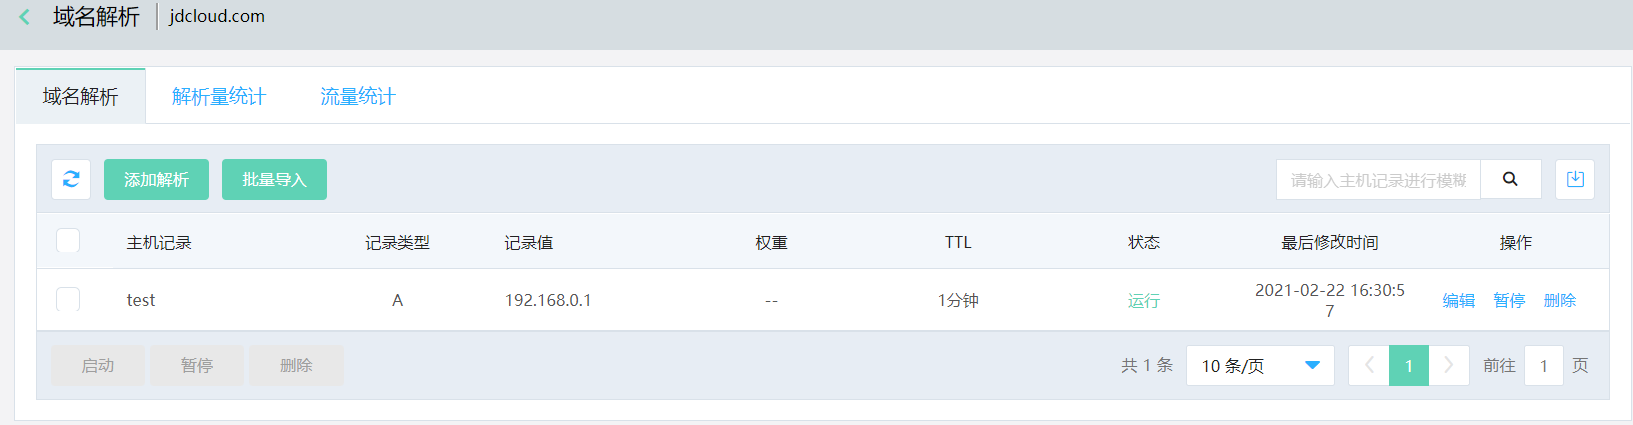 域名解析 jdcloud.com
域名解析 解析量统计 流量统计
添加解析 批量导入 请输入主机记录进行模糊
主机记录 记录类型 记录值 权重 TTL 状态 最后修改时间 操作
test A 192.168.0.1 -- 1分钟 运行 2021-02-22 16:30:5 编辑 暂停 删除
7
启动 暂停 删除 共 1 条 10 条/页 1 前往 1 页